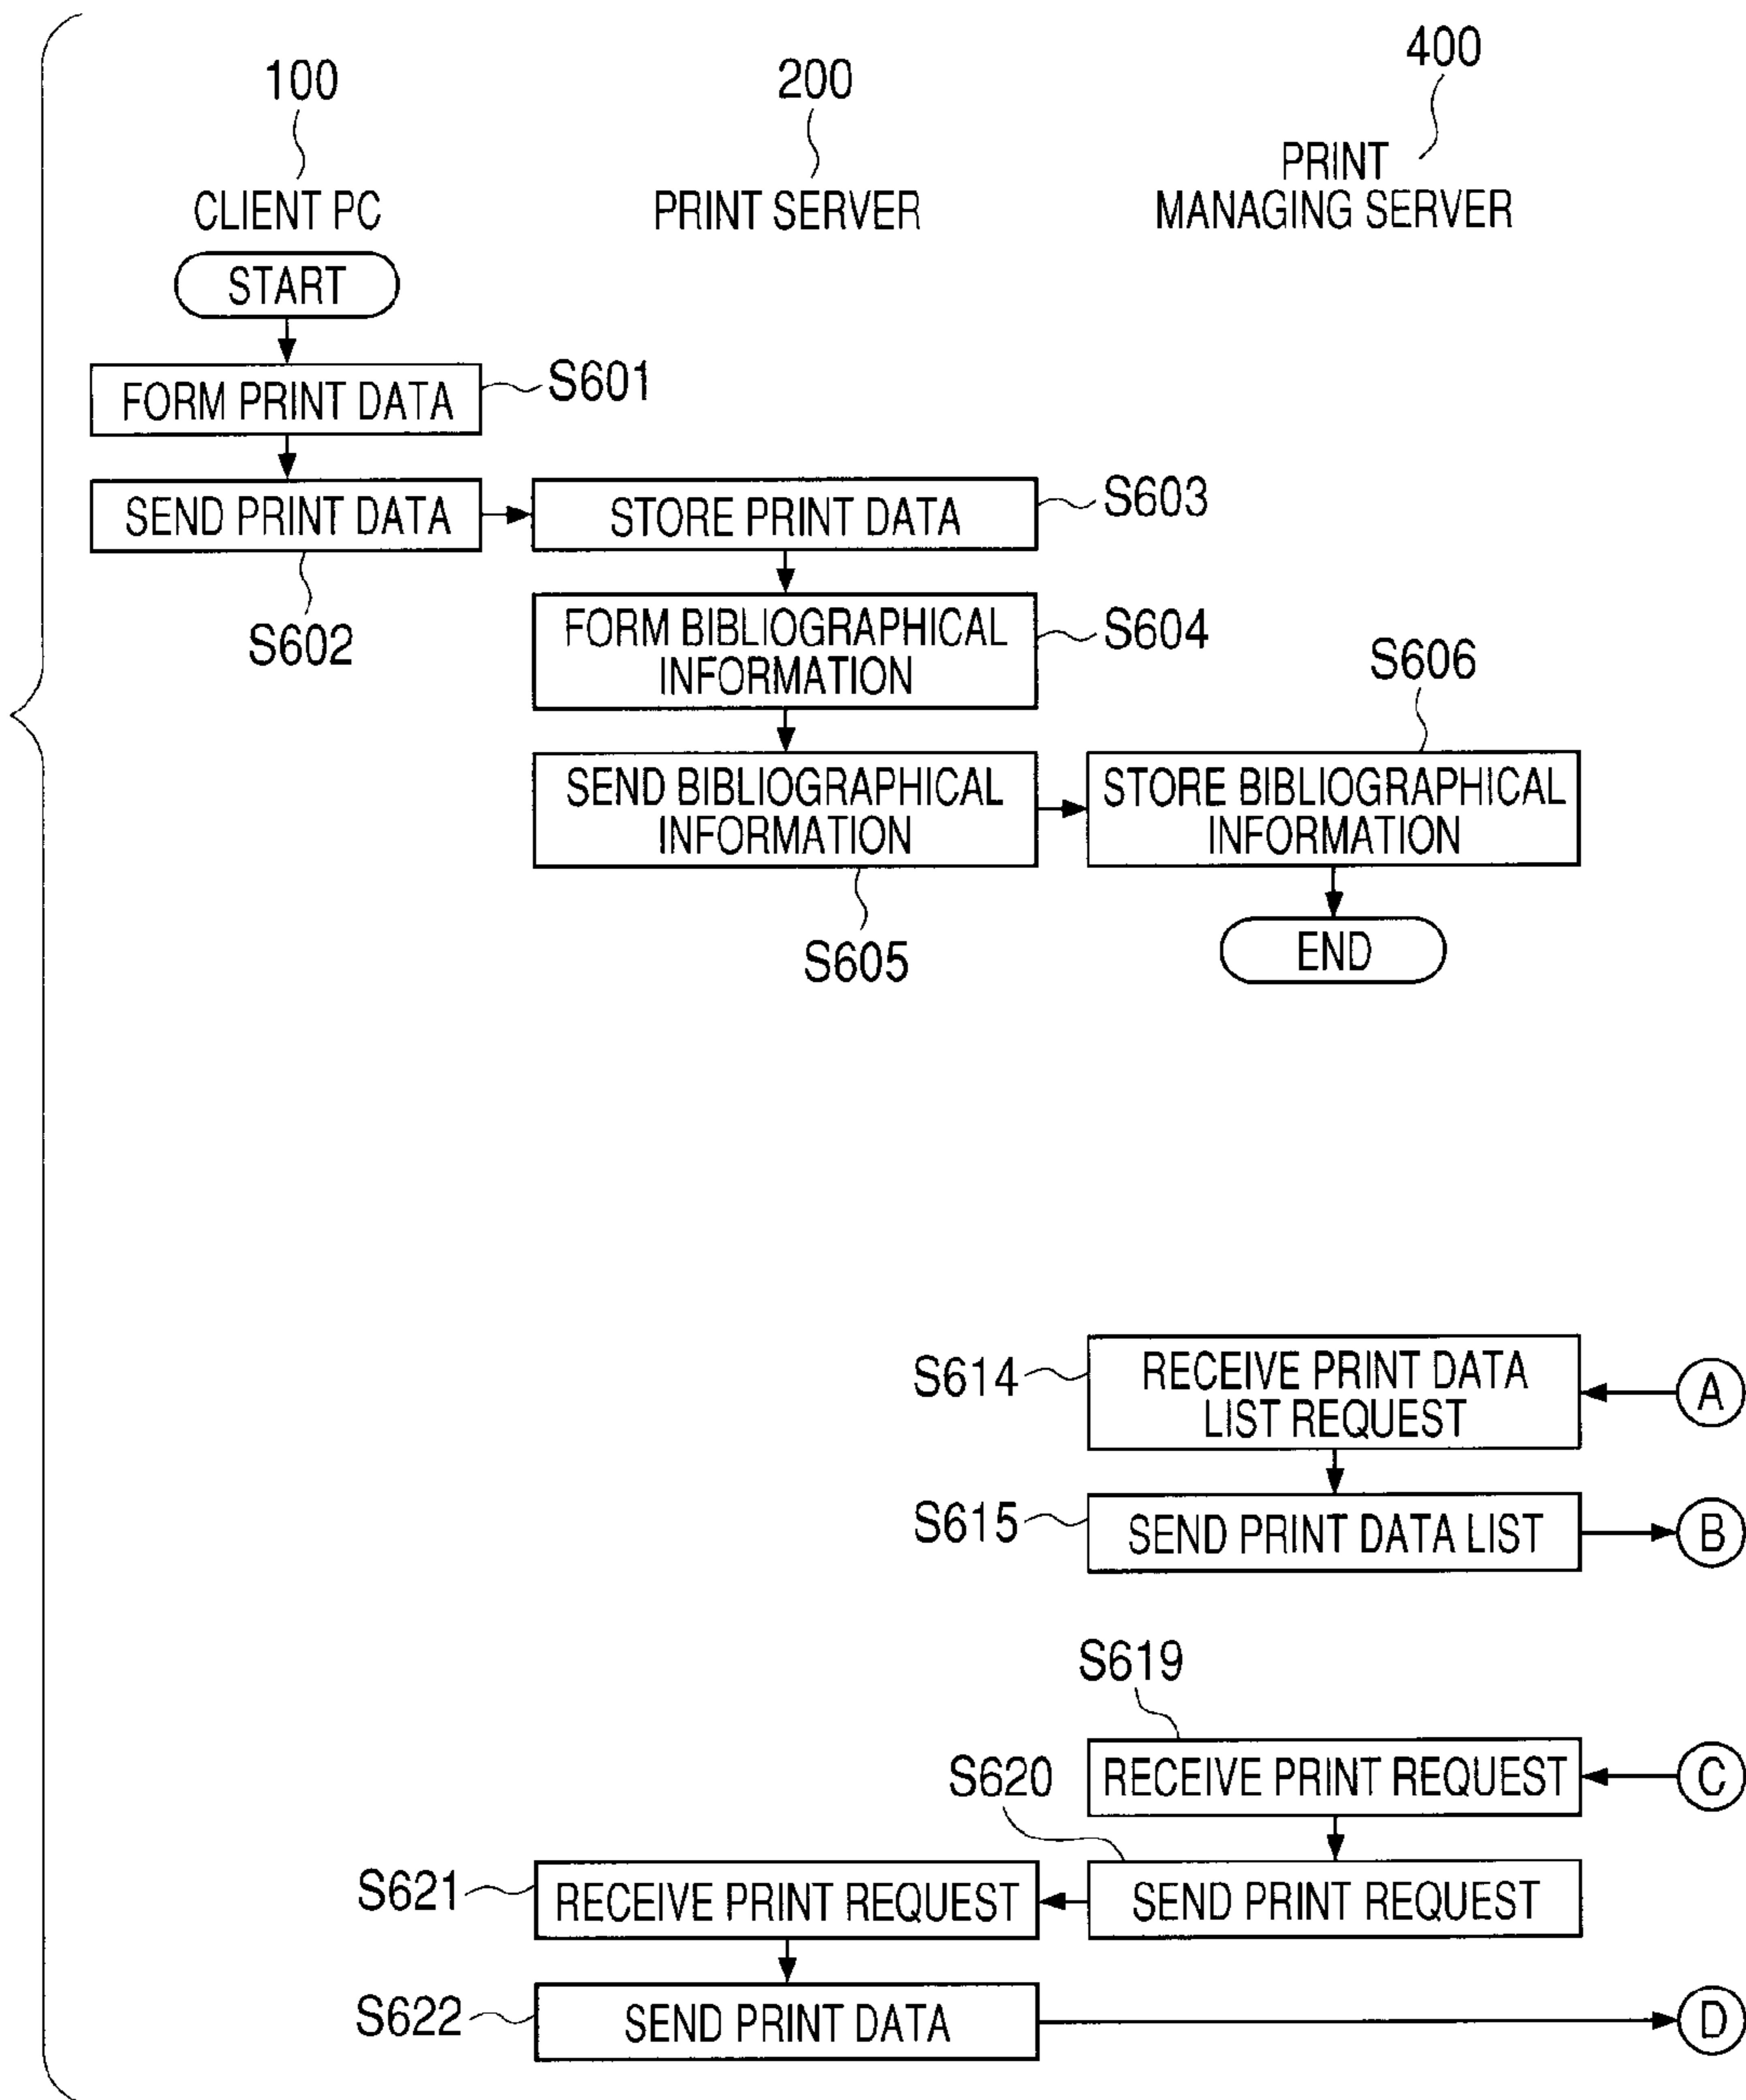 100
200
400
CLIENT PC
PRINT SERVER
PRINT
MANAGING SERVER
START
FORM PRINT DATA
S601
SEND PRINT DATA
S602
STORE PRINT DATA
S603
FORM BIBLIOGRAPHICAL
INFORMATION
S604
SEND BIBLIOGRAPHICAL
INFORMATION
S605
S606
STORE BIBLIOGRAPHICAL
INFORMATION
END
S614
RECEIVE PRINT DATA
LIST REQUEST
A
S615
SEND PRINT DATA LIST
B
S619
RECEIVE PRINT REQUEST
C
S620
SEND PRINT REQUEST
S621
RECEIVE PRINT REQUEST
S622
SEND PRINT DATA
D